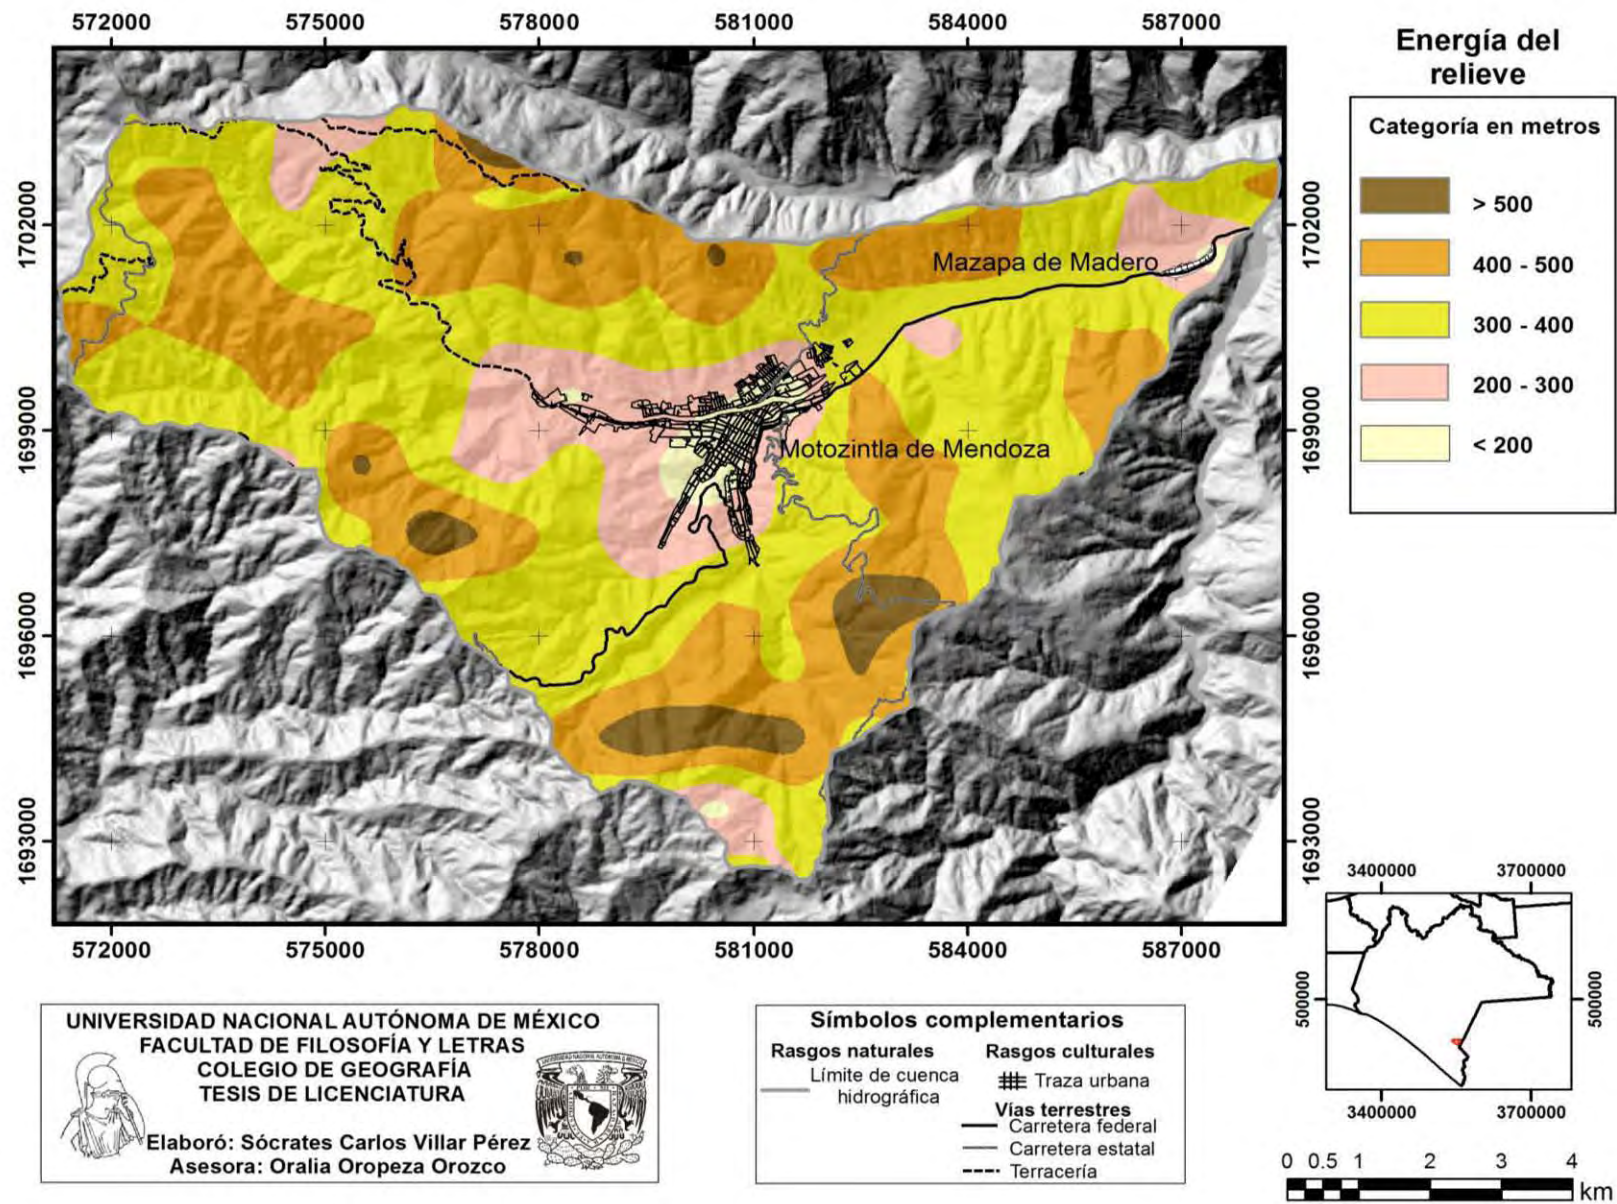 572000 575000 578000 581000 584000 587000
1702000
1699000
1696000
1693000
Mazapa de Madero
Motozintla de Mendoza
1702000
1699000
1696000
1693000
572000 575000 578000 581000 584000 587000
Energía del
relieve
Categoría en metros
> 500
400 - 500
300 - 400
200 - 300
< 200
UNIVERSIDAD NACIONAL AUTÓNOMA DE MÉXICO
FACULTAD DE FILOSOFÍA Y LETRAS
COLEGIO DE GEOGRAFÍA
TESIS DE LICENCIATURA
Elaboró: Sócrates Carlos Villar Pérez
Asesora: Oralia Oropeza Orozco
Símbolos complementarios
Rasgos naturales
Límite de cuenca
hidrográfica
Rasgos culturales
Traza urbana
Vías terrestres
Carretera federal
Carretera estatal
Terracería
3400000 3700000
500000
500000
3400000 3700000
0 0.5 1 2 3 4
km